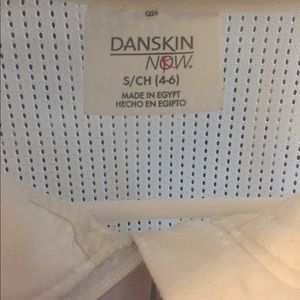 DANSKIN
NOW®
S/CH (4-6)
MADE IN EGYPT
HECHO EN EGIPTO